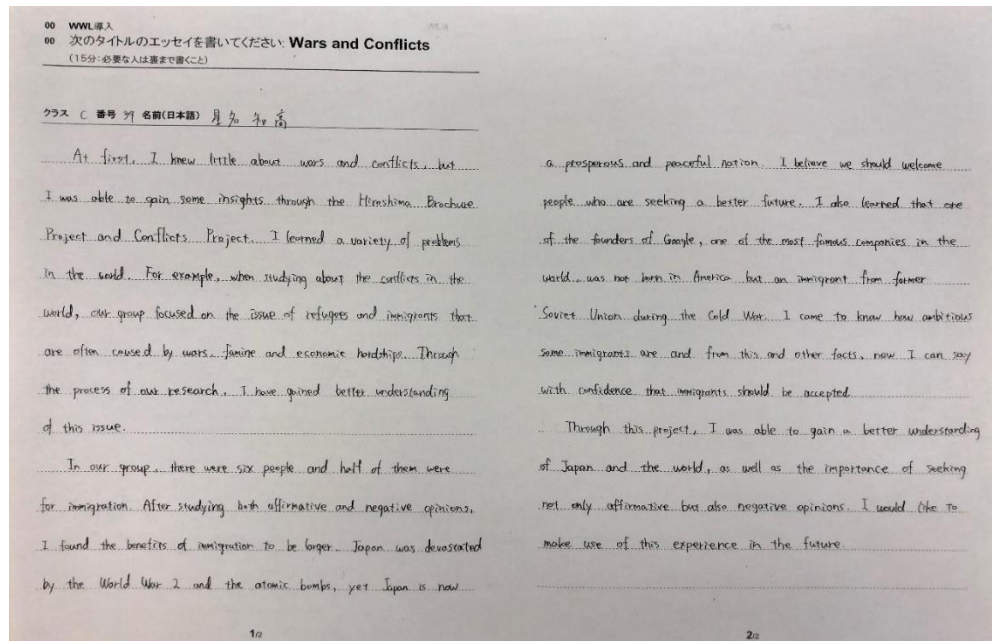 00 WWL導入
00 次のタイトルのエッセイを書いてください: Wars and Conflicts
(15分:必要な人は裏まで書くこと)
クラス C 番号 39 名前(日本語) 星名 知高
At first, I knew little about wars and conflicts, but
I was able to gain some insights through the Hiroshima Brochure
Project and Conflicts Project. I learned a variety of problems
in the world. For example, when studying about the conflicts in the
world, our group focused on the issue of refugees and immigrants that
are often caused by wars, famine and economic hardships. Through
the process of our research, I have gained better understanding
of this issue.
In our group, there were six people and half of them were
for immigration. After studying both affirmative and negative opinions,
I found the benefits of immigration to be larger. Japan was devastated
by the World War 2 and the atomic bombs, yet Japan is now
1/2
a prosperous and peaceful nation. I believe we should welcome
people who are seeking a better future. I also learned that one
of the founders of Google, one of the most famous companies in the
world, was not born in America but an immigrant from former
Soviet Union during the Cold War. I came to know how ambitious
some immigrants are and from this and other facts, now I can say
with confidence that immigrants should be accepted.
Through this project, I was able to gain a better understanding
of Japan and the world, as well as the importance of seeking
not only affirmative but also negative opinions. I would like to
make use of this experience in the future.
2/2